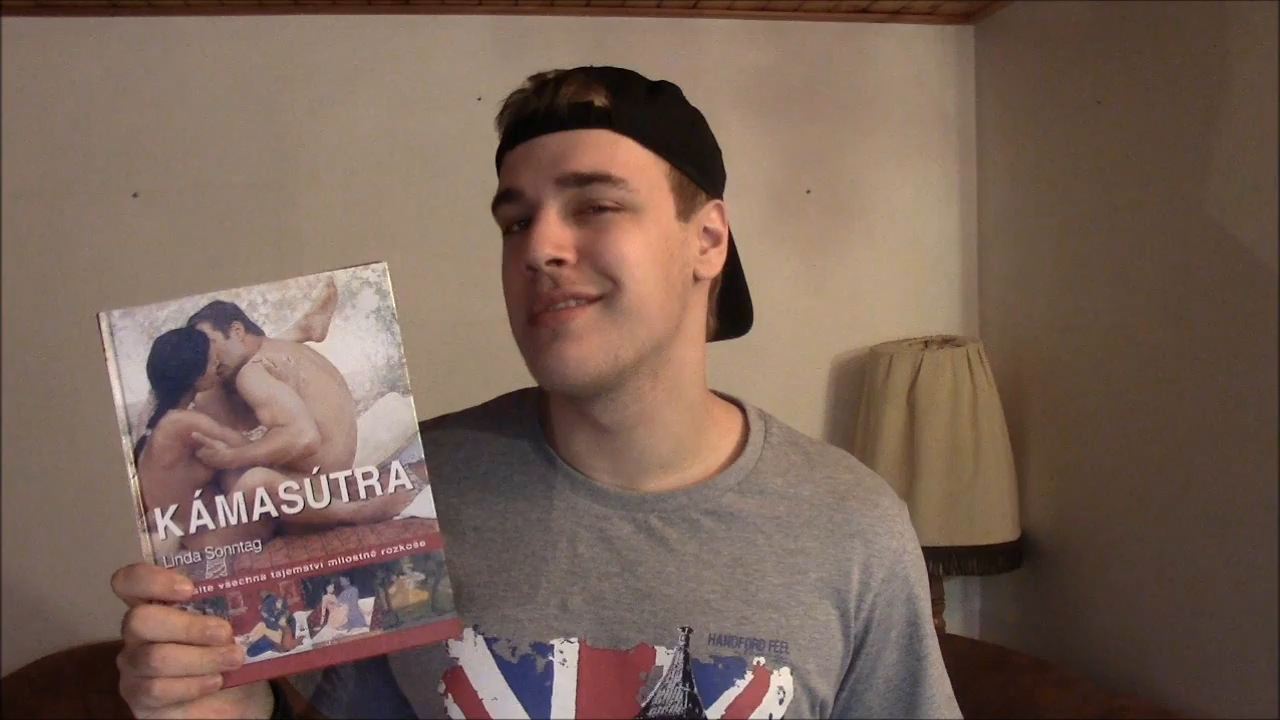 KÁMASÚTRA
Linda Sonntag
všechna tajemství milostné rozkoše
HANDFORD FEEL